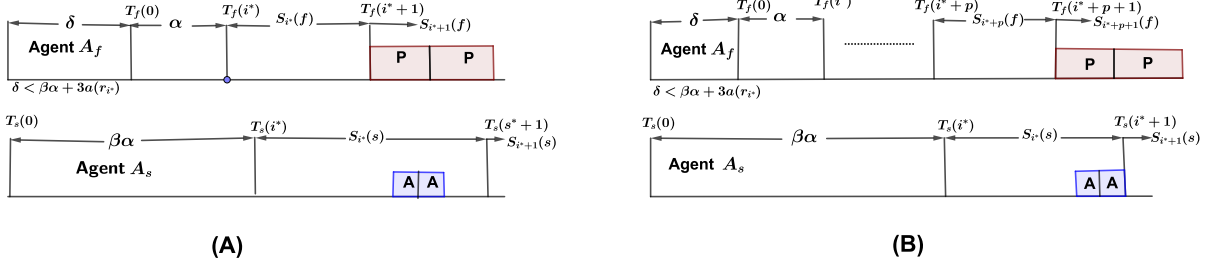 δ T_f(0) α T_f(i*) S_{i*}(f) T_f(i*+1) S_{i*+1}(f)
Agent A_f P P
δ < βα + 3a(r_{i*})
T_s(0) βα T_s(i*) S_{i*}(s) T_s(s*+1) S_{i*+1}(s)
Agent A_s A A
(A)
δ T_f(0) α T_f(i*) T_f(i*+p) S_{i*+p}(f) T_f(i*+p+1) S_{i*+p+1}(f)
Agent A_f P P
δ < βα + 3a(r_{i*})
T_s(0) βα T_s(i*) S_{i*}(s) T_s(i*+1) S_{i*+1}(s)
Agent A_s A A
(B)